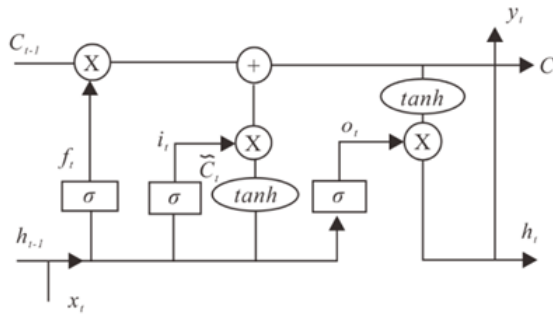 y_t
C_{t-1}
X
+
C
tanh
i_t
o_t
X
X
f_t
C̃_t
σ
σ
tanh
σ
h_{t-1}
h_t
x_t